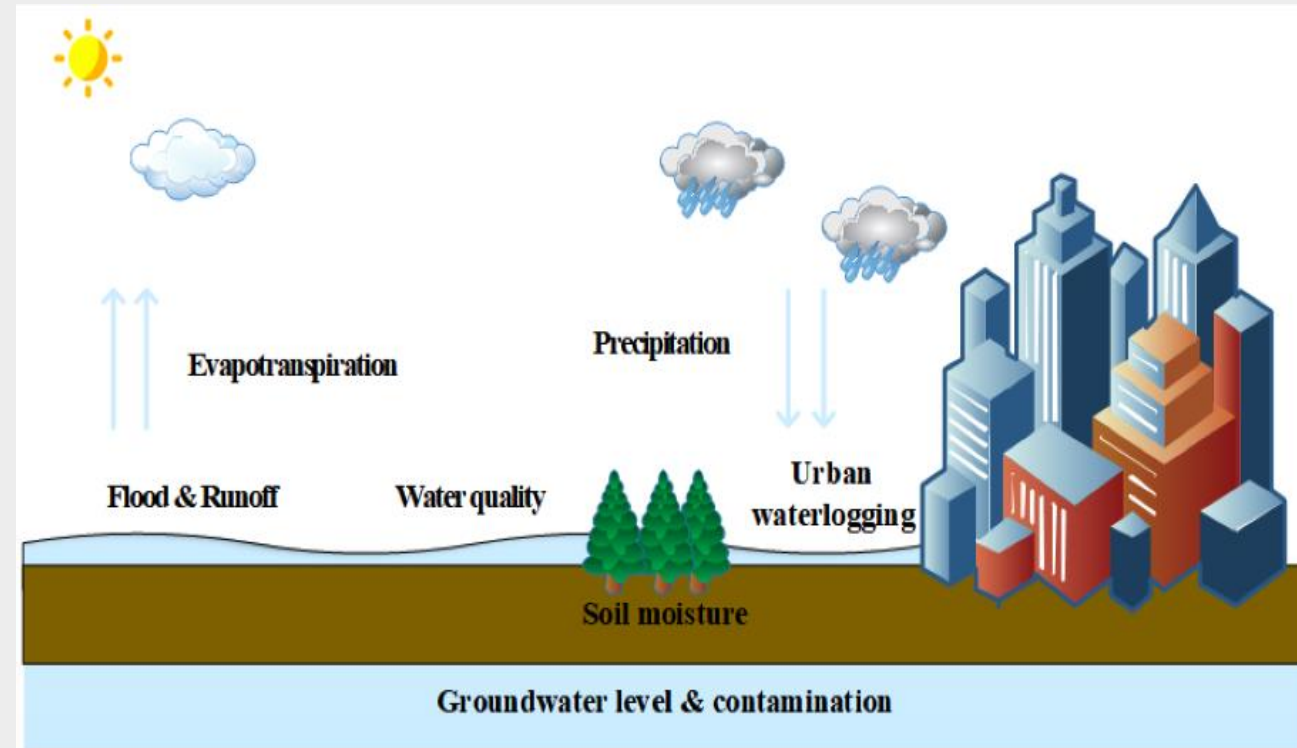 Precipitation
Evapotranspiration
Flood & Runoff
Water quality
Urban
waterlogging
Soil moisture
Groundwater level & contamination